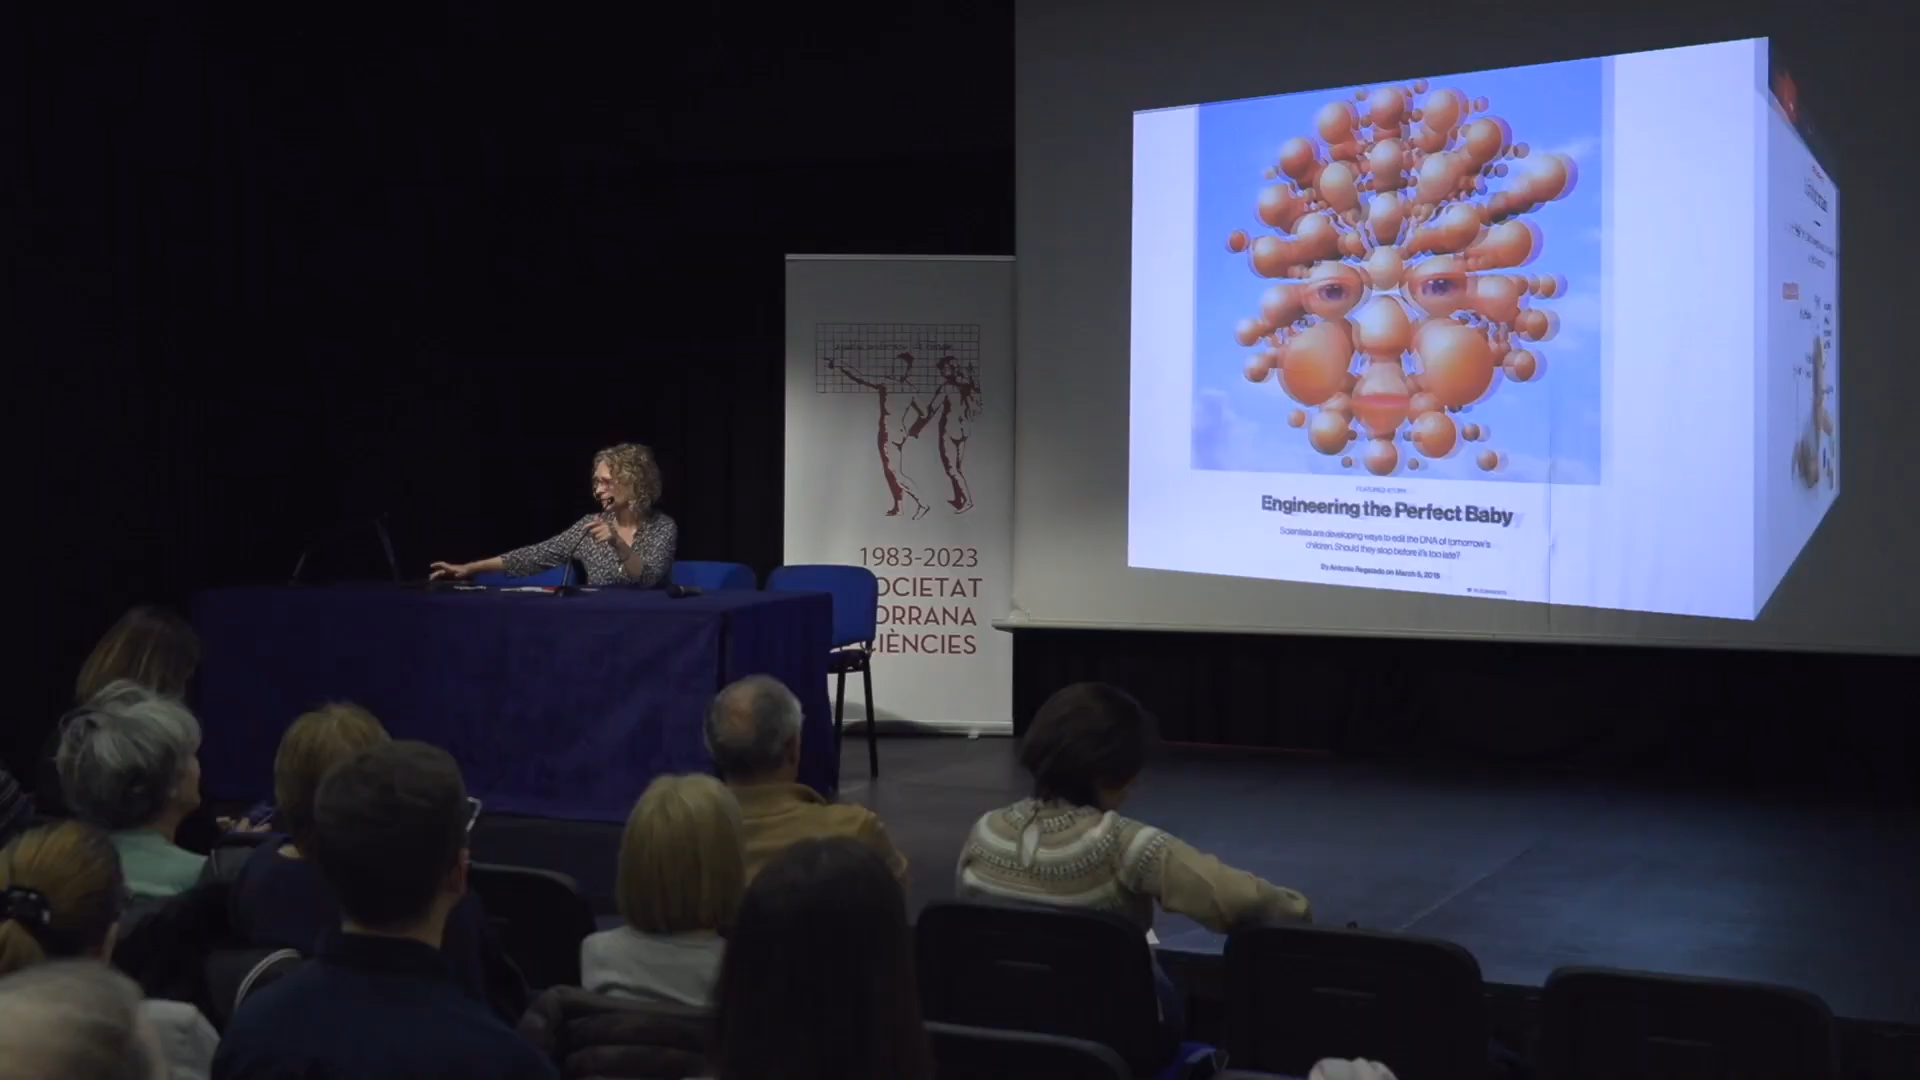 1983-2023
OCIETAT
ORRANA
CIÈNCIES
FEATURED STORY
Engineering the Perfect Baby
Scientists are developing ways to edit the DNA of tomorrow's
children. Should they stop before it's too late?
By Antonio Regalado on March 5, 2015